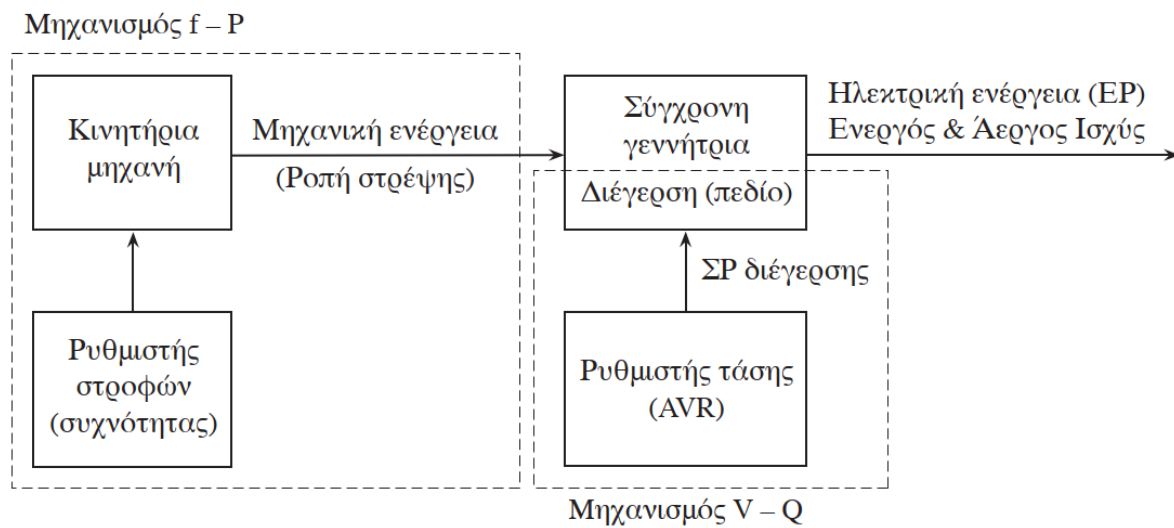 Μηχανισμός f – P
Κινητήρια
μηχανή
Μηχανική ενέργεια
(Ροπή στρέψης)
Σύγχρονη
γεννήτρια
Διέγερση (πεδίο)
Ηλεκτρική ενέργεια (ΕΡ)
Ενεργός & Άεργος Ισχύς
ΣΡ διέγερσης
Ρυθμιστής
στροφών
(συχνότητας)
Ρυθμιστής τάσης
(AVR)
Μηχανισμός V – Q